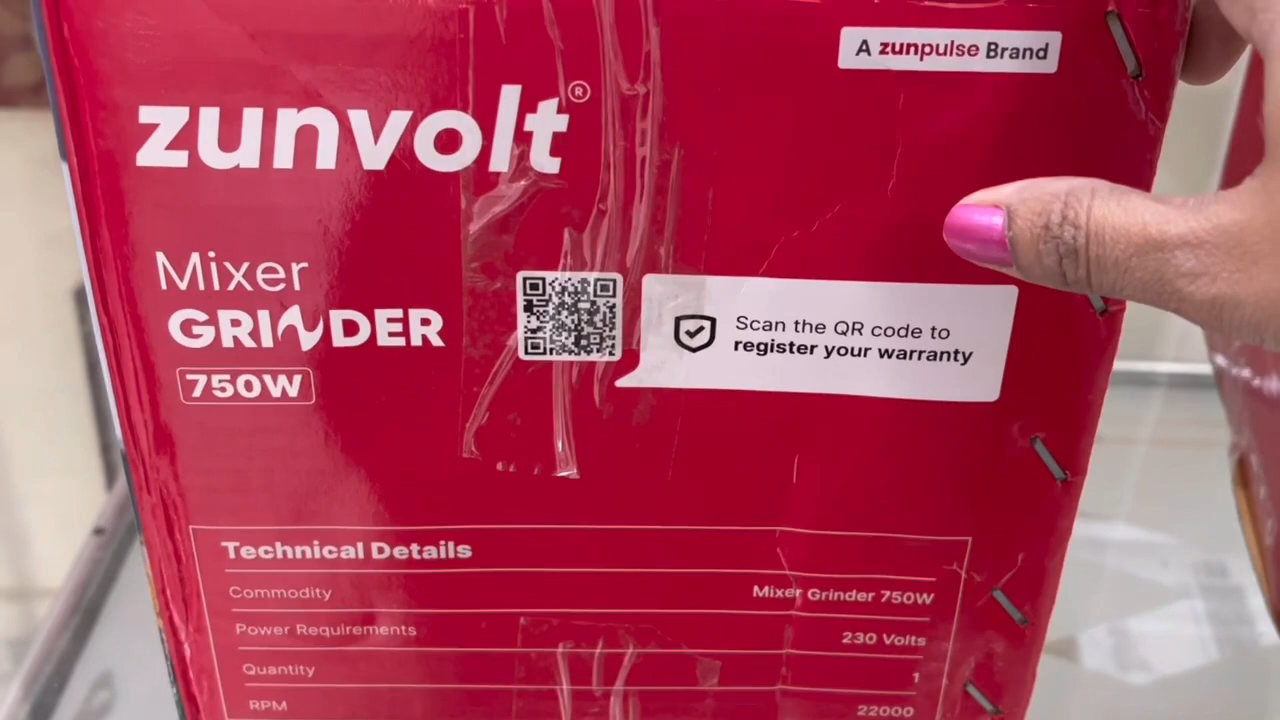 A zunpulse Brand
zunvolt®
Mixer
GRINDER
750W
Scan the QR code to
register your warranty
Technical Details
Commodity Mixer Grinder 750W
Power Requirements 230 Volts
Quantity 1
RPM 22000